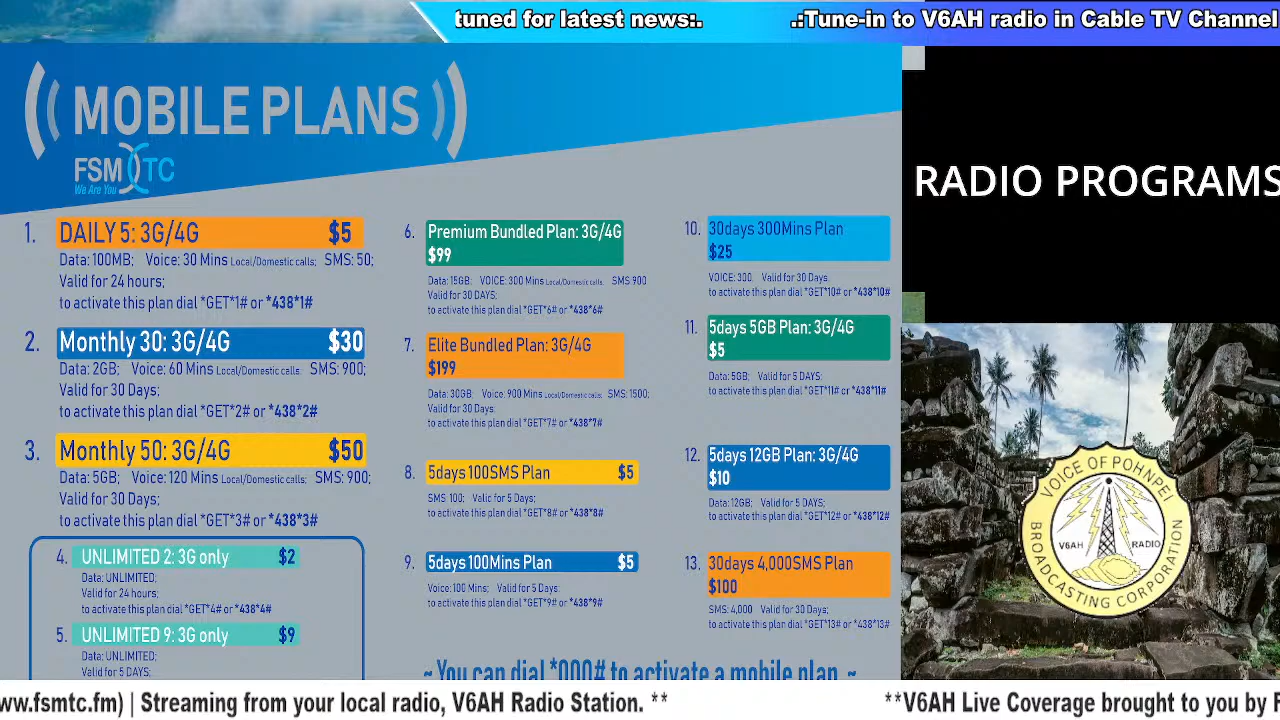 tuned for latest news:.
.:Tune-in to V6AH radio in Cable TV Channel
MOBILE PLANS
FSMTC
We Are You
1. DAILY 5: 3G/4G $5
Data: 100MB; Voice: 30 Mins Local/Domestic calls; SMS: 50;
Valid for 24 hours;
to activate this plan dial *GET*1# or *438*1#
2. Monthly 30: 3G/4G $30
Data: 2GB; Voice: 60 Mins Local/Domestic calls. SMS: 900;
Valid for 30 Days;
to activate this plan dial *GET*2# or *438*2#
3. Monthly 50: 3G/4G $50
Data: 5GB; Voice: 120 Mins Local/Domestic calls; SMS: 900;
Valid for 30 Days;
to activate this plan dial *GET*3# or *438*3#
4. UNLIMITED 2: 3G only $2
Data: UNLIMITED;
Valid for 24 hours;
to activate this plan dial *GET*4# or *438*4#
5. UNLIMITED 9: 3G only $9
Data: UNLIMITED;
Valid for 5 DAYS;
6. Premium Bundled Plan: 3G/4G
$99
Data: 15GB; VOICE: 300 Mins Local/Domestic calls. SMS 900
Valid for 30 DAYS;
to activate this plan dial *GET*6# or *438*6#
7. Elite Bundled Plan: 3G/4G
$199
Data: 30GB Voice: 900 Mins Local/Domestic calls; SMS: 1500;
Valid for 30 Days;
to activate this plan dial *GET*7# or *438*7#
8. 5days 100SMS Plan $5
SMS 100; Valid for 5 Days;
to activate this plan dial *GET*8# or *438*8#
9. 5days 100Mins Plan $5
Voice: 100 Mins; Valid for 5 Days;
to activate this plan dial *GET*9# or *438*9#
10. 30days 300Mins Plan
$25
VOICE: 300 Valid for 30 Days;
to activate this plan dial *GET*10# or *438*10#
11. 5days 5GB Plan: 3G/4G
$5
Data: 5GB; Valid for 5 DAYS;
to activate this plan dial *GET*11# or *438*11#
12. 5days 12GB Plan: 3G/4G
$10
Data: 12GB; Valid for 5 DAYS;
to activate this plan dial *GET*12# or *438*12#
13. 30days 4,000SMS Plan
$100
SMS: 4,000 Valid for 30 Days;
to activate this plan dial *GET*13# or *438*13#
~ You can dial *000# to activate a mobile plan ~
RADIO PROGRAMS
VOICE OF POHNPEI
V6AH RADIO
BROADCASTING CORPORATION
ww.fsmtc.fm) | Streaming from your local radio, V6AH Radio Station. **
**V6AH Live Coverage brought to you by F